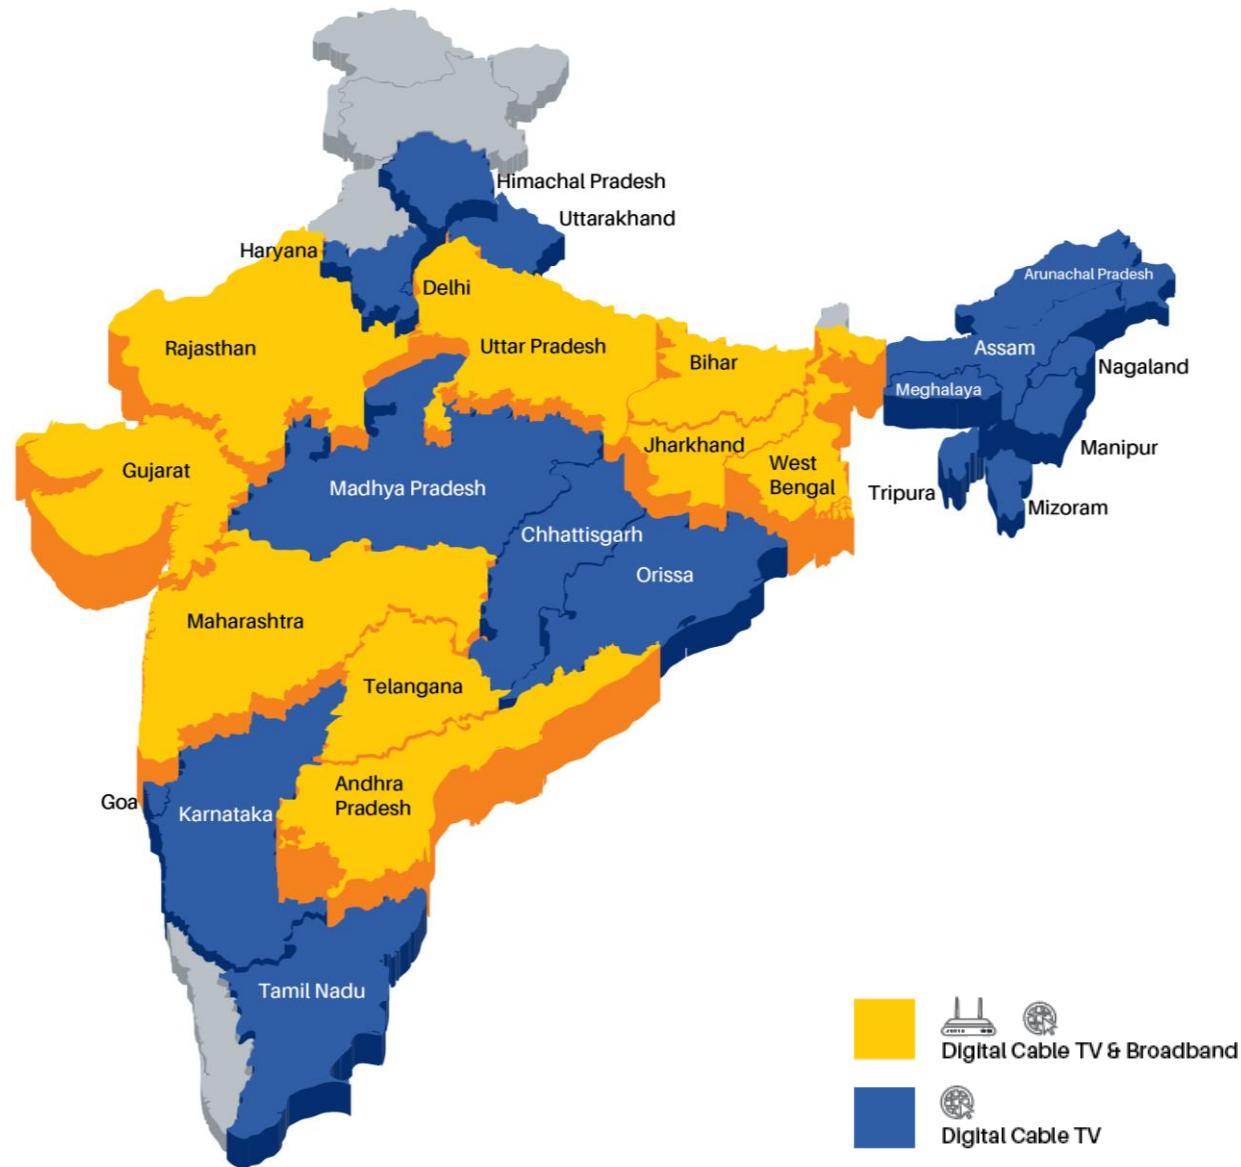 Himachal Pradesh
Uttarakhand
Haryana
Delhi
Arunachal Pradesh
Rajasthan
Uttar Pradesh
Bihar
Assam
Nagaland
Meghalaya
Gujarat
Jharkhand
West
Bengal
Manipur
Madhya Pradesh
Tripura
Mizoram
Chhattisgarh
Orissa
Maharashtra
Telangana
Andhra
Pradesh
Goa
Karnataka
Tamil Nadu
Digital Cable TV & Broadband
Digital Cable TV